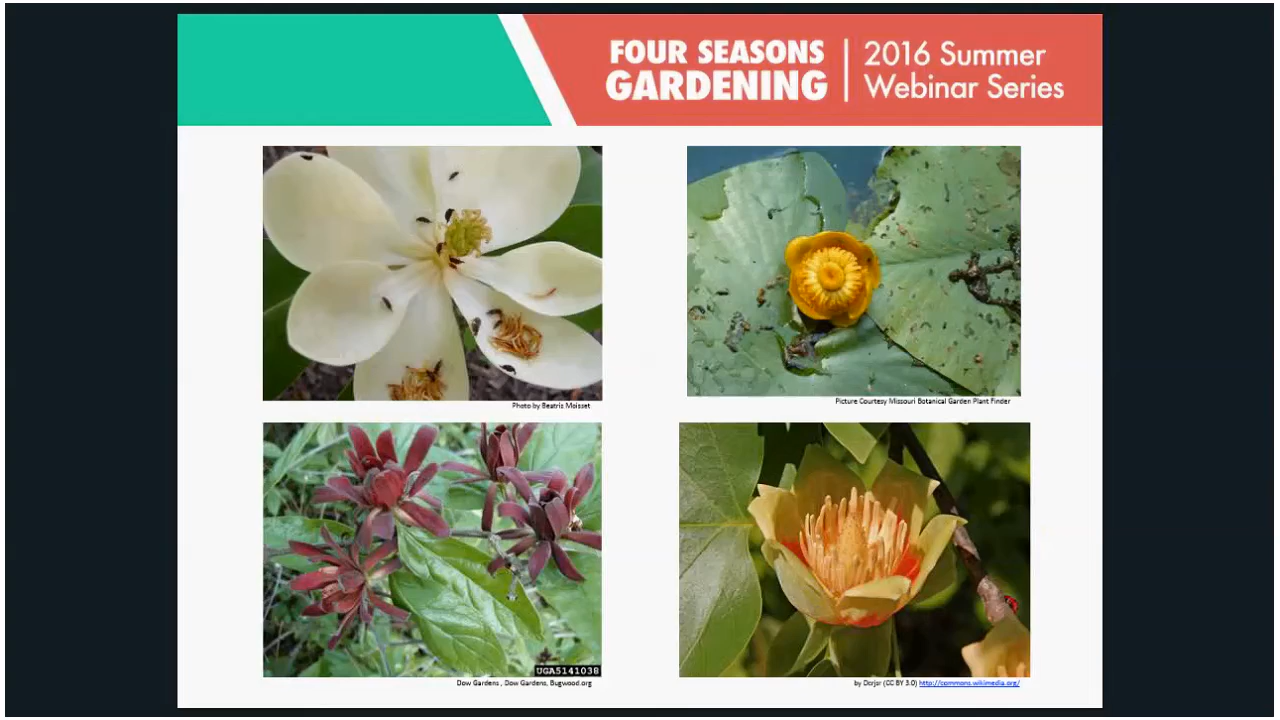 FOUR SEASONS
GARDENING
2016 Summer
Webinar Series
Photo by Beatriz Moisset
Picture Courtesy Missouri Botanical Garden Plant Finder
UGA5141038
Dow Gardens , Dow Gardens, Bugwood.org
by Dorjsr (CC BY 3.0) http://commons.wikimedia.org/